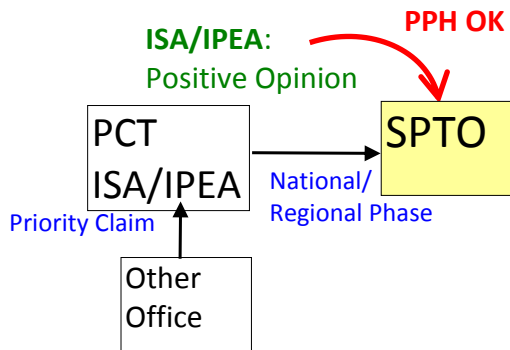 PPH OK
ISA/IPEA:
Positive Opinion
PCT
ISA/IPEA
SPTO
National/
Regional Phase
Priority Claim
Other
Office